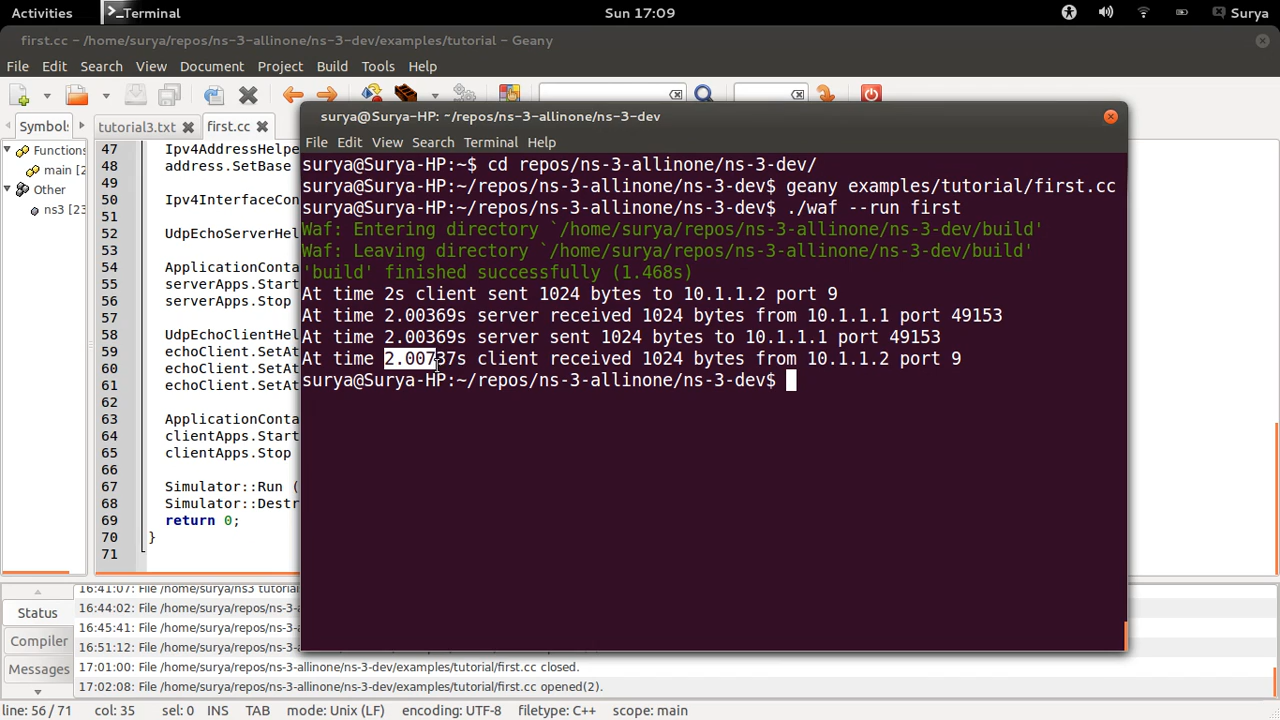 Activities
Terminal
Sun 17:09
Surya
first.cc – /home/surya/repos/ns-3-allinone/ns-3-dev/examples/tutorial – Geany
File Edit Search View Document Project Build Tools Help
Symbols
tutorial3.txt
first.cc
Functions
main [2
Other
ns3 [23
47 Ipv4AddressHelpe
48 address.SetBase
49
50 Ipv4InterfaceCon
51
52 UdpEchoServerHel
53
54 ApplicationConta
55 serverApps.Start
56 serverApps.Stop
57
58 UdpEchoClientHel
59 echoClient.SetAt
60 echoClient.SetAt
61 echoClient.SetAt
62
63 ApplicationConta
64 clientApps.Start
65 clientApps.Stop
66
67 Simulator::Run (
68 Simulator::Destr
69 return 0;
70 }
71
surya@Surya-HP: ~/repos/ns-3-allinone/ns-3-dev
File Edit View Search Terminal Help
surya@Surya-HP:~$ cd repos/ns-3-allinone/ns-3-dev/
surya@Surya-HP:~/repos/ns-3-allinone/ns-3-dev$ geany examples/tutorial/first.cc
surya@Surya-HP:~/repos/ns-3-allinone/ns-3-dev$ ./waf --run first
Waf: Entering directory `/home/surya/repos/ns-3-allinone/ns-3-dev/build'
Waf: Leaving directory `/home/surya/repos/ns-3-allinone/ns-3-dev/build'
'build' finished successfully (1.468s)
At time 2s client sent 1024 bytes to 10.1.1.2 port 9
At time 2.00369s server received 1024 bytes from 10.1.1.1 port 49153
At time 2.00369s server sent 1024 bytes to 10.1.1.1 port 49153
At time 2.00737s client received 1024 bytes from 10.1.1.2 port 9
surya@Surya-HP:~/repos/ns-3-allinone/ns-3-dev$
Status
Compiler
Messages
16:41:07: File /home/surya/ns3 tutorial
16:44:02: File /home/surya/repos/ns-3-a
16:45:41: File /home/surya/repos/ns-3-a
16:51:12: File /home/surya/repos/ns-3-a
17:01:00: File /home/surya/repos/ns-3-allinone/ns-3-dev/examples/tutorial/first.cc closed.
17:02:08: File /home/surya/repos/ns-3-allinone/ns-3-dev/examples/tutorial/first.cc opened(2).
line: 56 / 71 col: 35 sel: 0 INS TAB mode: Unix (LF) encoding: UTF-8 filetype: C++ scope: main